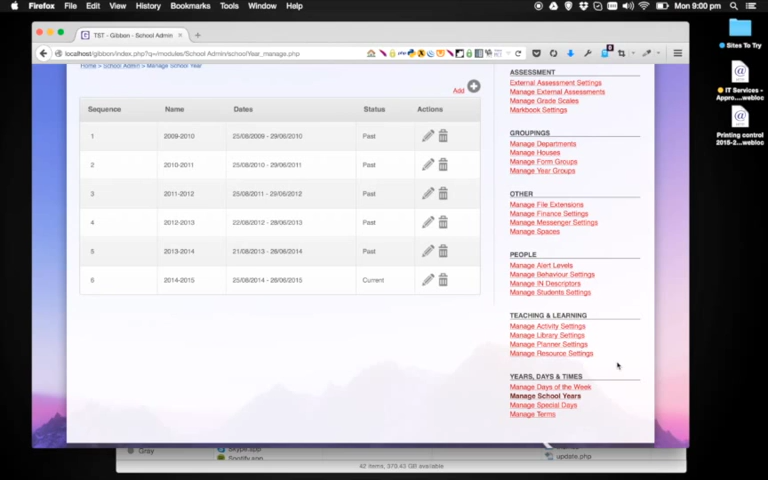 Firefox File Edit View History Bookmarks Tools Window Help
Mon 9:00 pm
TST - Gibbon - School Admin
localhost/gibbon/index.php?q=/modules/School Admin/schoolYear_manage.php
Home > School Admin > Manage School Year
Add
Sequence Name Dates Status Actions
1 2009-2010 25/08/2009 - 29/06/2010 Past
2 2010-2011 25/08/2010 - 29/06/2011 Past
3 2011-2012 25/08/2011 - 29/06/2012 Past
4 2012-2013 22/08/2012 - 28/06/2013 Past
5 2013-2014 21/08/2013 - 28/06/2014 Past
6 2014-2015 25/08/2014 - 26/06/2015 Current
ASSESSMENT
External Assessment Settings
Manage External Assessments
Manage Grade Scales
Markbook Settings
GROUPINGS
Manage Departments
Manage Houses
Manage Form Groups
Manage Year Groups
OTHER
Manage File Extensions
Manage Finance Settings
Manage Messenger Settings
Manage Spaces
PEOPLE
Manage Alert Levels
Manage Behaviour Settings
Manage IN Descriptors
Manage Students Settings
TEACHING & LEARNING
Manage Activity Settings
Manage Library Settings
Manage Planner Settings
Manage Resource Settings
YEARS, DAYS & TIMES
Manage Days of the Week
Manage School Years
Manage Special Days
Manage Terms
Sites To Try
IT Services -
Appro....webloc
Printing control
2015-2...webloc
Gray
Skype.app
Spotify.app
update.php
42 items, 378.43 GB available